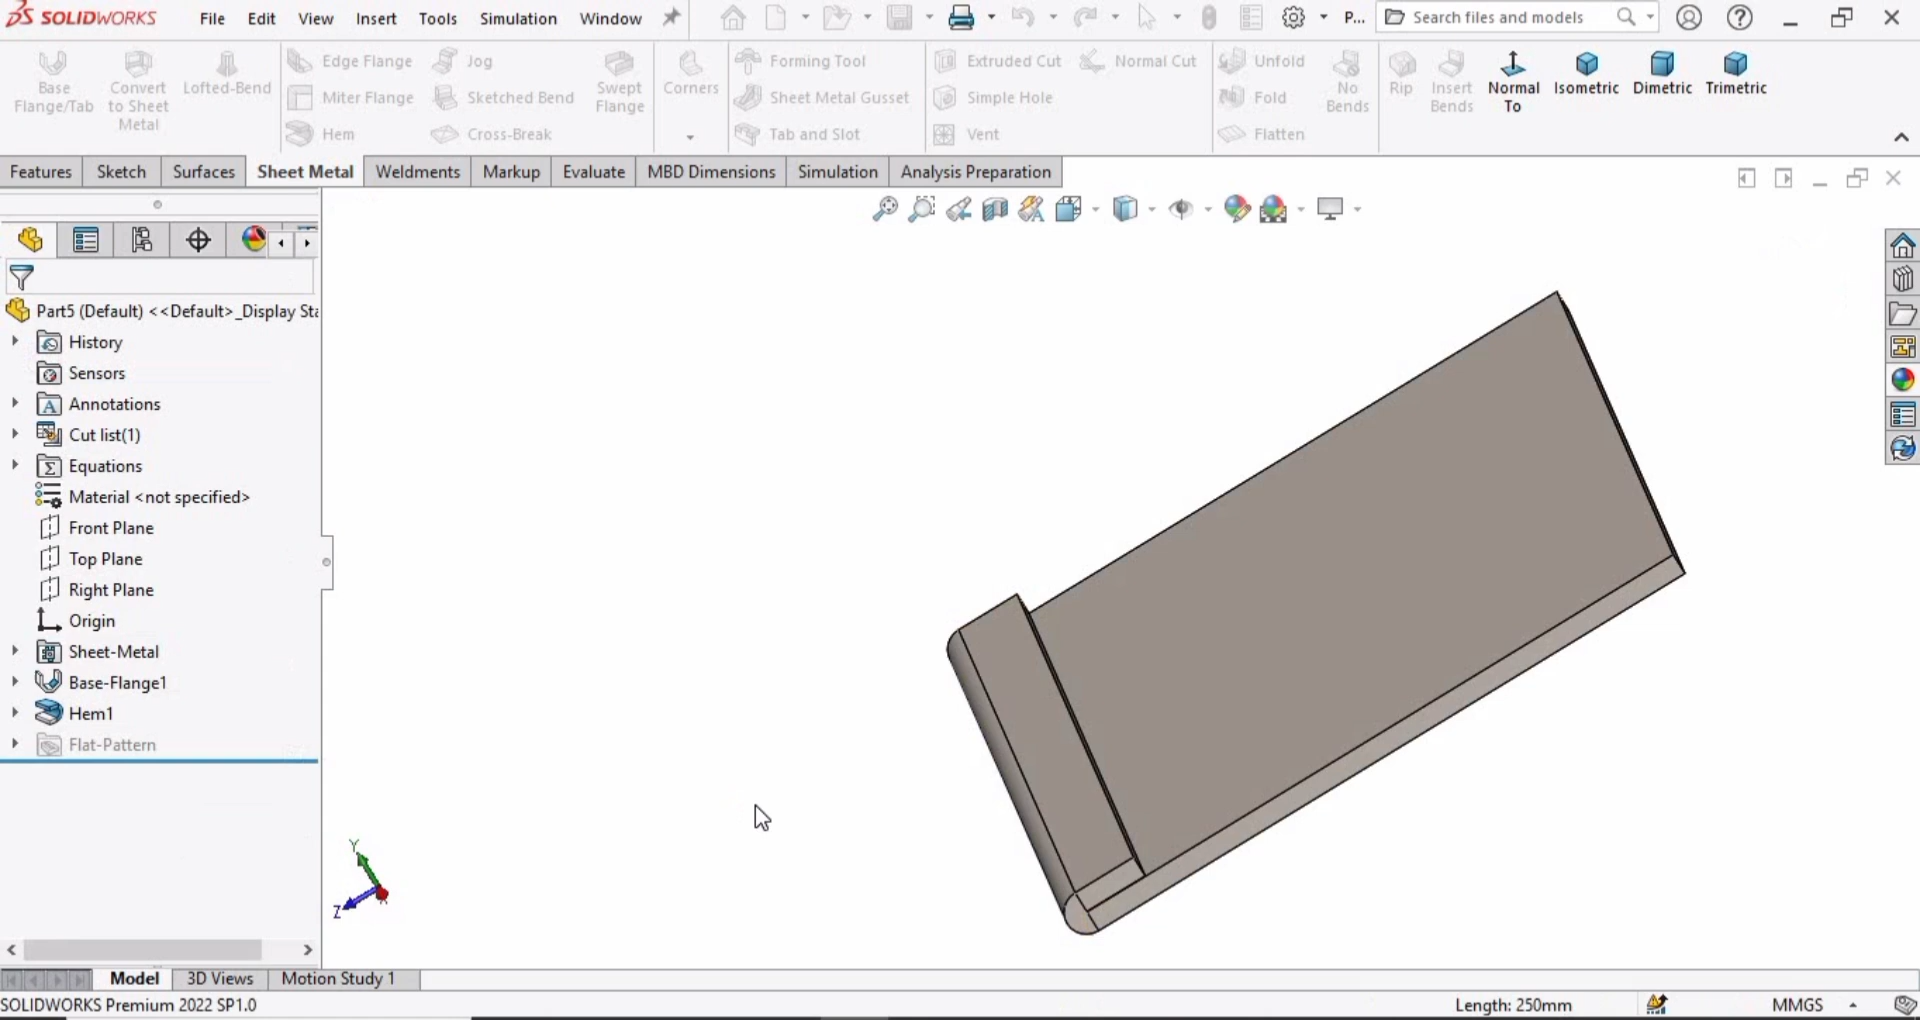 SOLIDWORKS File Edit View Insert Tools Simulation Window P... Search files and models
Base Flange/Tab
Convert to Sheet Metal
Lofted-Bend
Edge Flange
Miter Flange
Hem
Jog
Sketched Bend
Cross-Break
Swept Flange
Corners
Forming Tool
Sheet Metal Gusset
Tab and Slot
Extruded Cut
Simple Hole
Vent
Normal Cut
Unfold
Fold
Flatten
No Bends
Rip
Insert Bends
Normal To
Isometric
Dimetric
Trimetric
Features Sketch Surfaces Sheet Metal Weldments Markup Evaluate MBD Dimensions Simulation Analysis Preparation
Part5 (Default) <<Default>_Display Sta
History
Sensors
Annotations
Cut list(1)
Equations
Material <not specified>
Front Plane
Top Plane
Right Plane
Origin
Sheet-Metal
Base-Flange1
Hem1
Flat-Pattern
Y
Z
X
Model 3D Views Motion Study 1
SOLIDWORKS Premium 2022 SP1.0 Length: 250mm MMGS